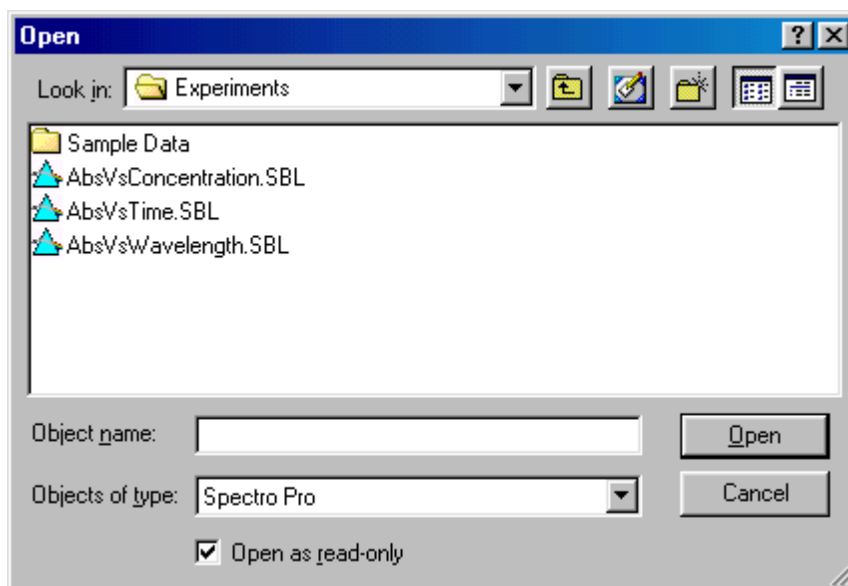 Open
Look in: Experiments
Sample Data
AbsVsConcentration.SBL
AbsVsTime.SBL
AbsVsWavelength.SBL
Object name: Open
Objects of type: Spectro Pro Cancel
Open as read-only